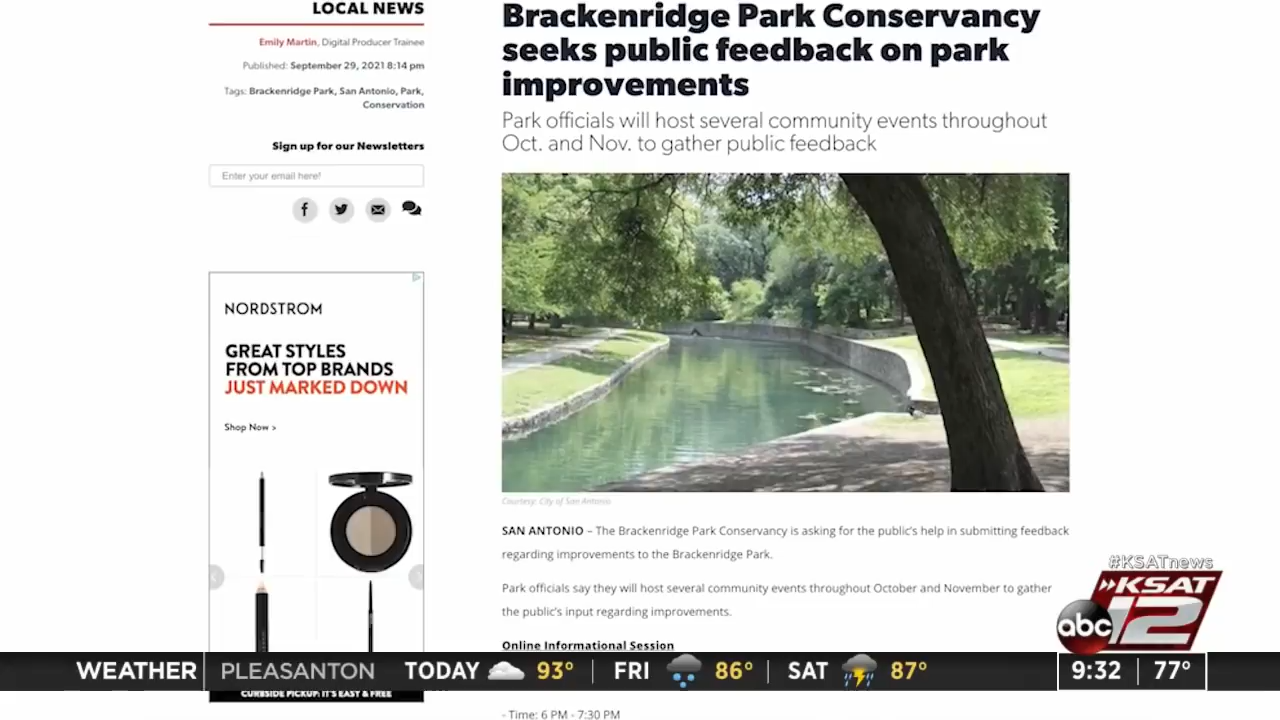 LOCAL NEWS
Emily Martin, Digital Producer Trainee
Published: September 29, 2021 8:14 pm
Tags: Brackenridge Park, San Antonio, Park,
Conservation
Sign up for our Newsletters
Enter your email here!
NORDSTROM
GREAT STYLES
FROM TOP BRANDS
JUST MARKED DOWN
Shop Now >
CURBSIDE PICKUP: IT'S EASY & FREE
Brackenridge Park Conservancy
seeks public feedback on park
improvements
Park officials will host several community events throughout
Oct. and Nov. to gather public feedback
Courtesy: City of San Antonio
SAN ANTONIO – The Brackenridge Park Conservancy is asking for the public's help in submitting feedback
regarding improvements to the Brackenridge Park.
Park officials say they will host several community events throughout October and November to gather
the public's input regarding improvements.
Online Informational Session
- Time: 6 PM - 7:30 PM
#KSATnews
KSAT
abc 12
WEATHER PLEASANTON TODAY 93° FRI 86° SAT 87° 9:32 77°